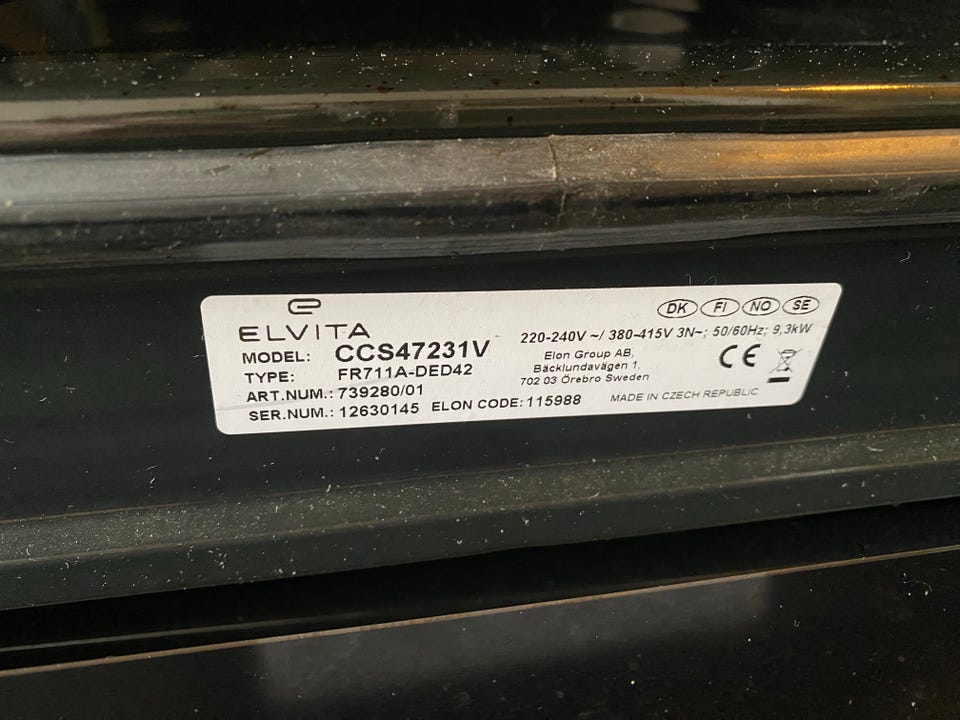 ELVITA
MODEL: CCS47231V
TYPE: FR711A-DED42
ART.NUM.: 739280/01
SER.NUM.: 12630145 ELON CODE: 115988
DK FI NO SE
220-240V ~/ 380-415V 3N~; 50/60Hz; 9,3kW
Elon Group AB,
Bäcklundavägen 1,
702 03 Örebro Sweden
CE
MADE IN CZECH REPUBLIC